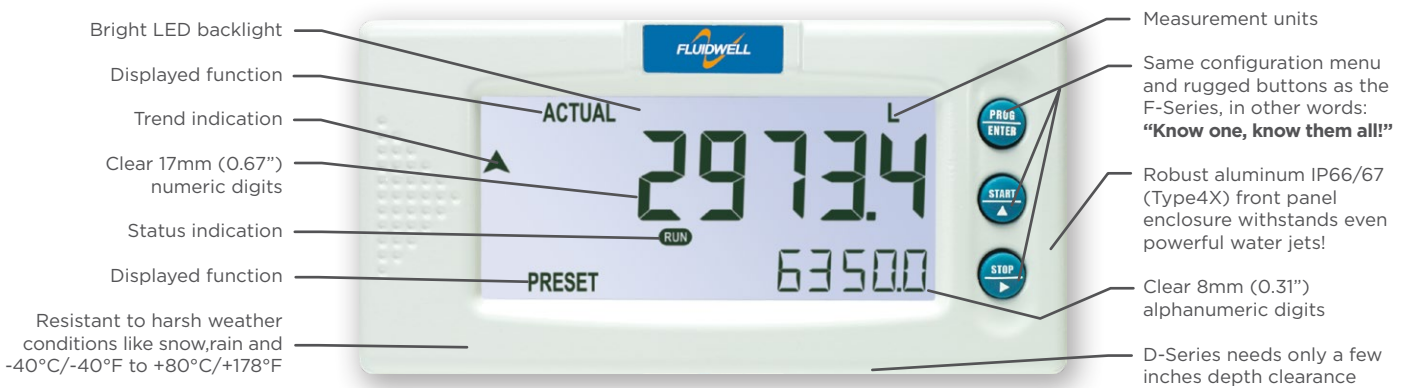 Bright LED backlight
Displayed function
Trend indication
Clear 17mm (0.67”)
numeric digits
Status indication
Displayed function
Resistant to harsh weather
conditions like snow,rain and
-40°C/-40°F to +80°C/+178°F
FLUIDWELL
ACTUAL
L
2973.4
RUN
PRESET
6350.0
PROG
ENTER
START
STOP
Measurement units
Same configuration menu
and rugged buttons as the
F-Series, in other words:
“Know one, know them all!”
Robust aluminum IP66/67
(Type4X) front panel
enclosure withstands even
powerful water jets!
Clear 8mm (0.31”)
alphanumeric digits
D-Series needs only a few
inches depth clearance